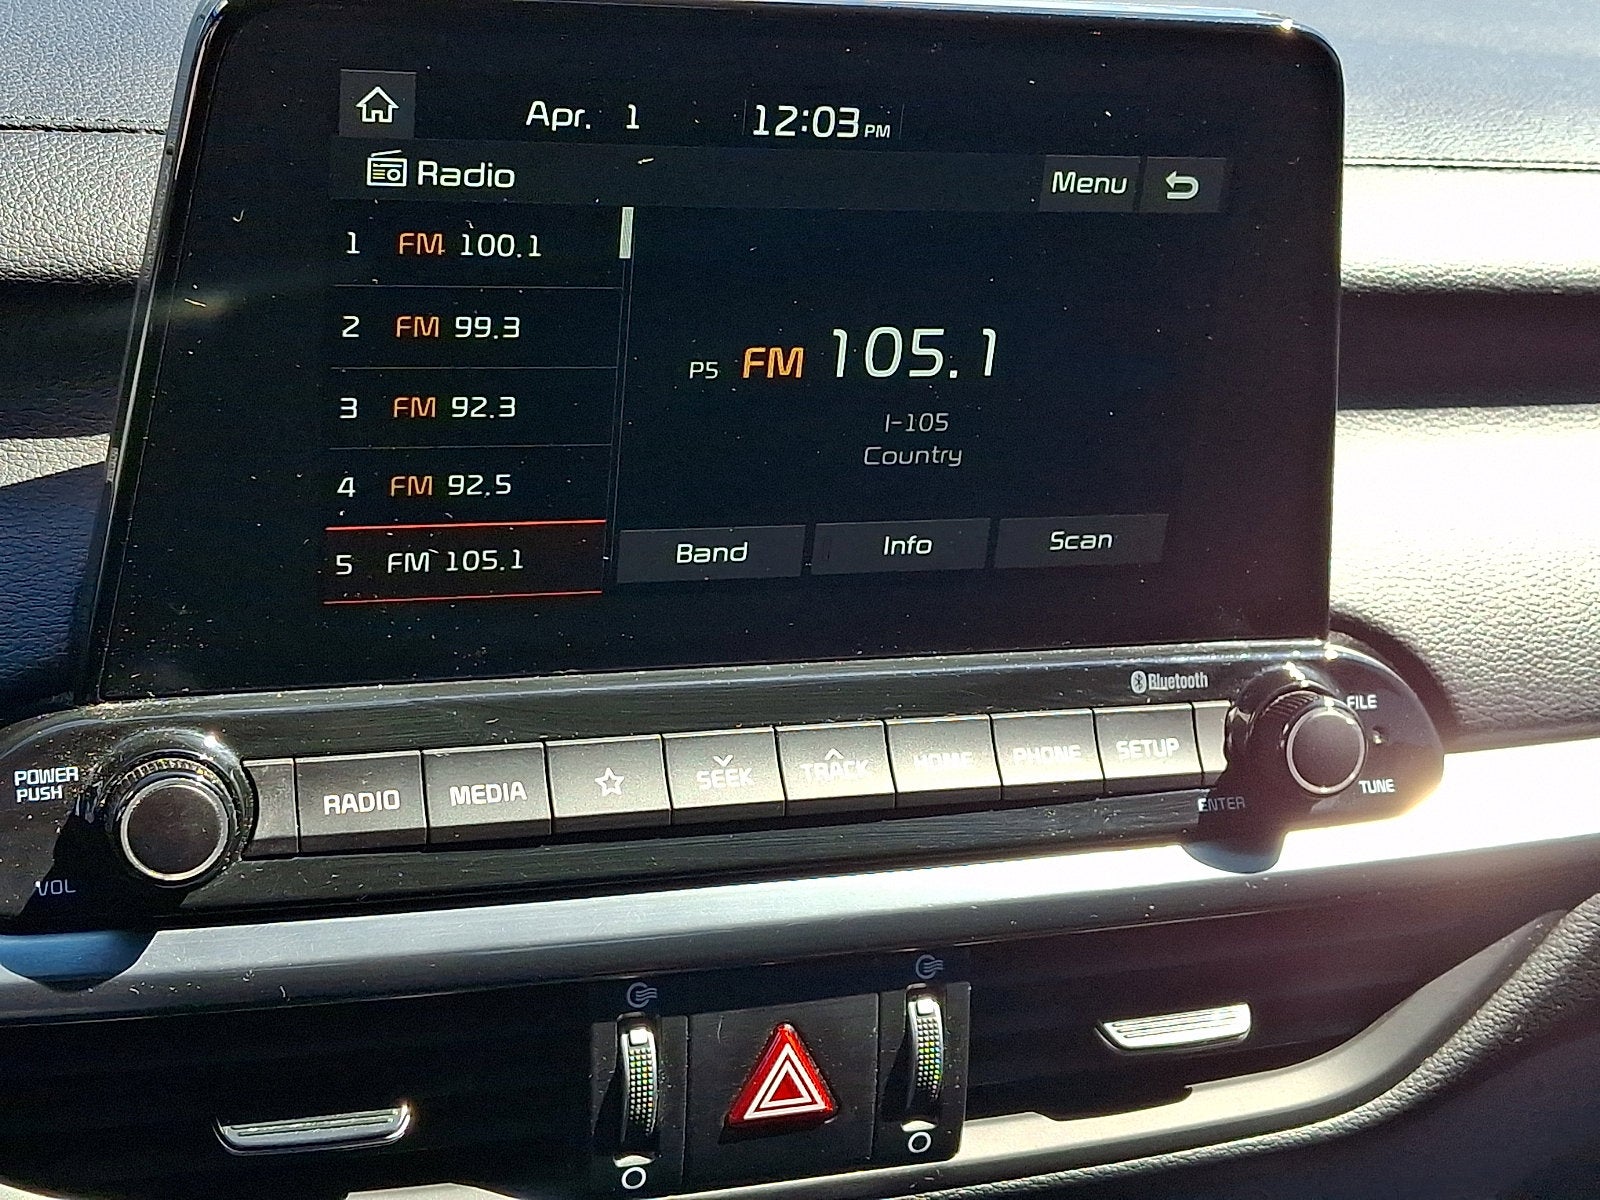 Apr. 1 12:03 PM
Radio Menu
1 FM 100.1
2 FM 99.3
3 FM 92.3
4 FM 92.5
5 FM 105.1
P5 FM 105.1
I-105
Country
Band Info Scan
Bluetooth
POWER
PUSH
VOL
RADIO MEDIA SEEK TRACK HOME PHONE SETUP
FILE
TUNE
ENTER